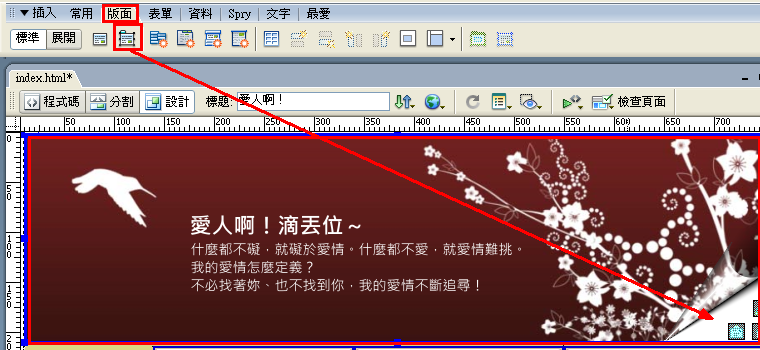 ▼ 插入 常用 版面 表單 資料 Spry 文字 最愛
標準 展開
index.html*
程式碼 分割 設計 標題: 愛人啊！ 檢查頁面
50 100 150 200 250 300 350 400 450 500 550 600 650 700
0
50
100
150
20
愛人啊！滴丟位～
什麼都不礙，就礙於愛情。什麼都不愛，就愛情難挑。
我的愛情怎麼定義？
不必找著妳、也不找到你，我的愛情不斷追尋！